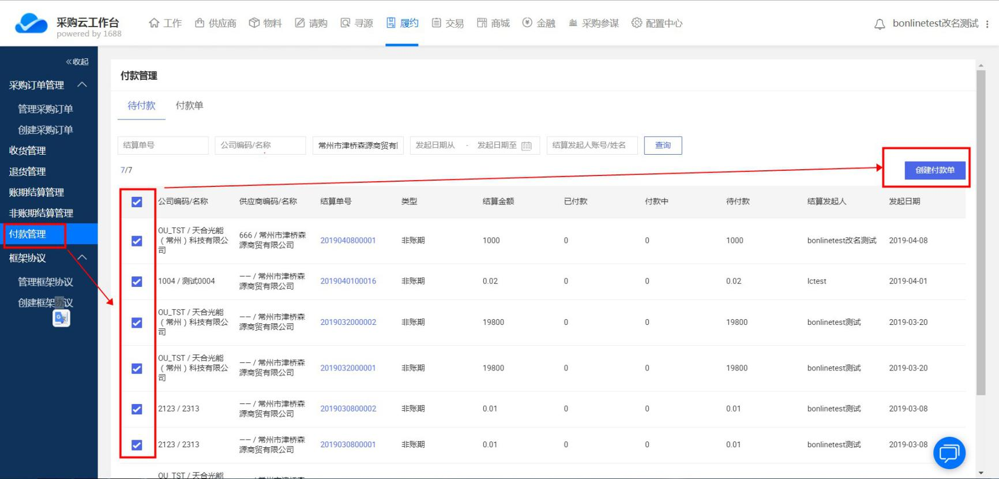 采购云工作台
powered by 1688
工作
供应商
物料
请购
寻源
履约
交易
商城
金融
采购参谋
配置中心
bonlinetest改名测试
«收起
采购订单管理
管理采购订单
创建采购订单
收货管理
退货管理
账期结算管理
非账期结算管理
付款管理
框架协议
管理框架协议
创建框架协议
付款管理
待付款
付款单
结算单号
公司编码/名称
常州市津桥森源商贸有
发起日期从 - 发起日期至
结算发起人账号/姓名
查询
7/7
创建付款单
公司编码/名称 供应商编码/名称 结算单号 类型 结算金额 已付款 付款中 待付款 结算发起人 发起日期
OU_TST / 天合光能
（常州）科技有限公
司
666 / 常州市津桥森
源商贸有限公司
2019040800001 非账期 1000 0 0 1000 bonlinetest改名测试 2019-04-08
1004 / 测试0004
—— / 常州市津桥森
源商贸有限公司
2019040100016 非账期 0.02 0 0 0.02 lctest 2019-04-01
OU_TST / 天合光能
（常州）科技有限公
司
—— / 常州市津桥森
源商贸有限公司
2019032000002 非账期 19800 0 0 19800 bonlinetest测试 2019-03-20
OU_TST / 天合光能
（常州）科技有限公
司
—— / 常州市津桥森
源商贸有限公司
2019032000001 非账期 19800 0 0 19800 bonlinetest测试 2019-03-20
2123 / 2313
—— / 常州市津桥森
源商贸有限公司
2019030800002 非账期 0.01 0 0 0.01 bonlinetest测试 2019-03-08
2123 / 2313
—— / 常州市津桥森
源商贸有限公司
2019030800001 非账期 0.01 0 0 0.01 bonlinetest测试 2019-03-08
OU_TST / 天合光能